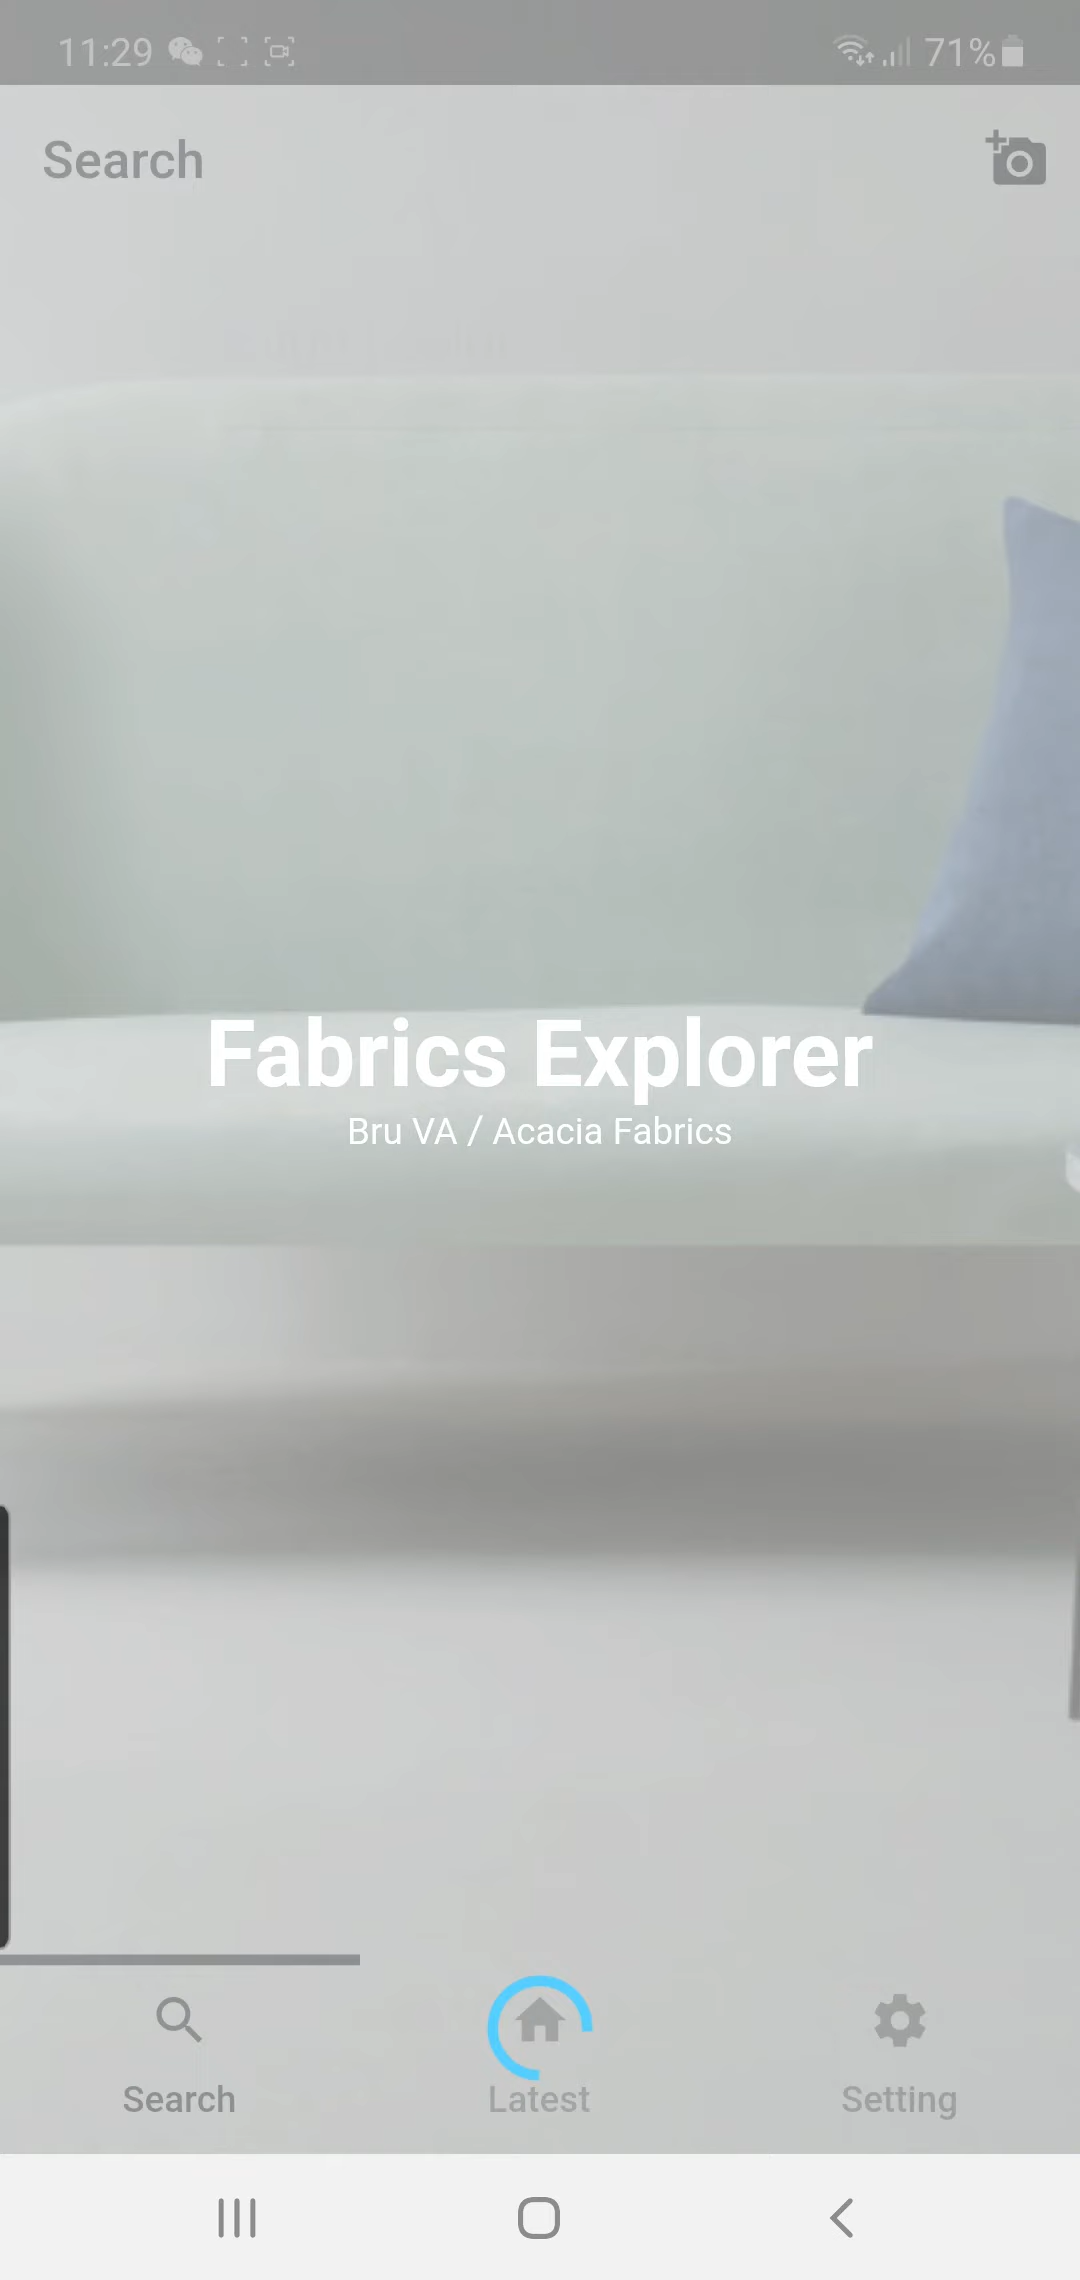 11:29
71%
Search
Fabrics Explorer
Bru VA / Acacia Fabrics
Search
Latest
Setting